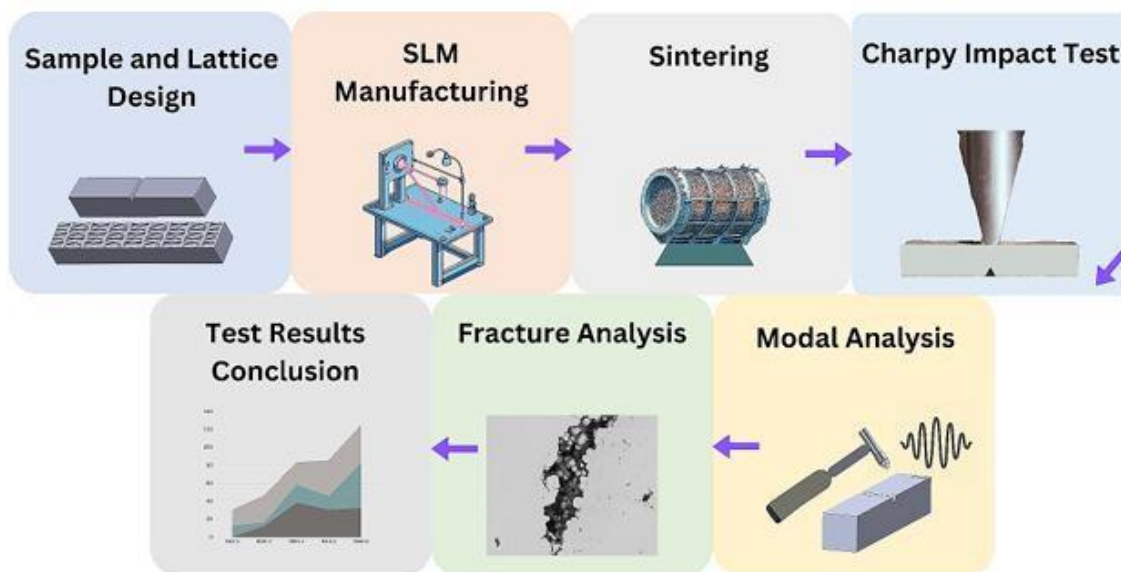 Sample and Lattice
Design
SLM
Manufacturing
Sintering
Charpy Impact Test
Test Results
Conclusion
Fracture Analysis
Modal Analysis